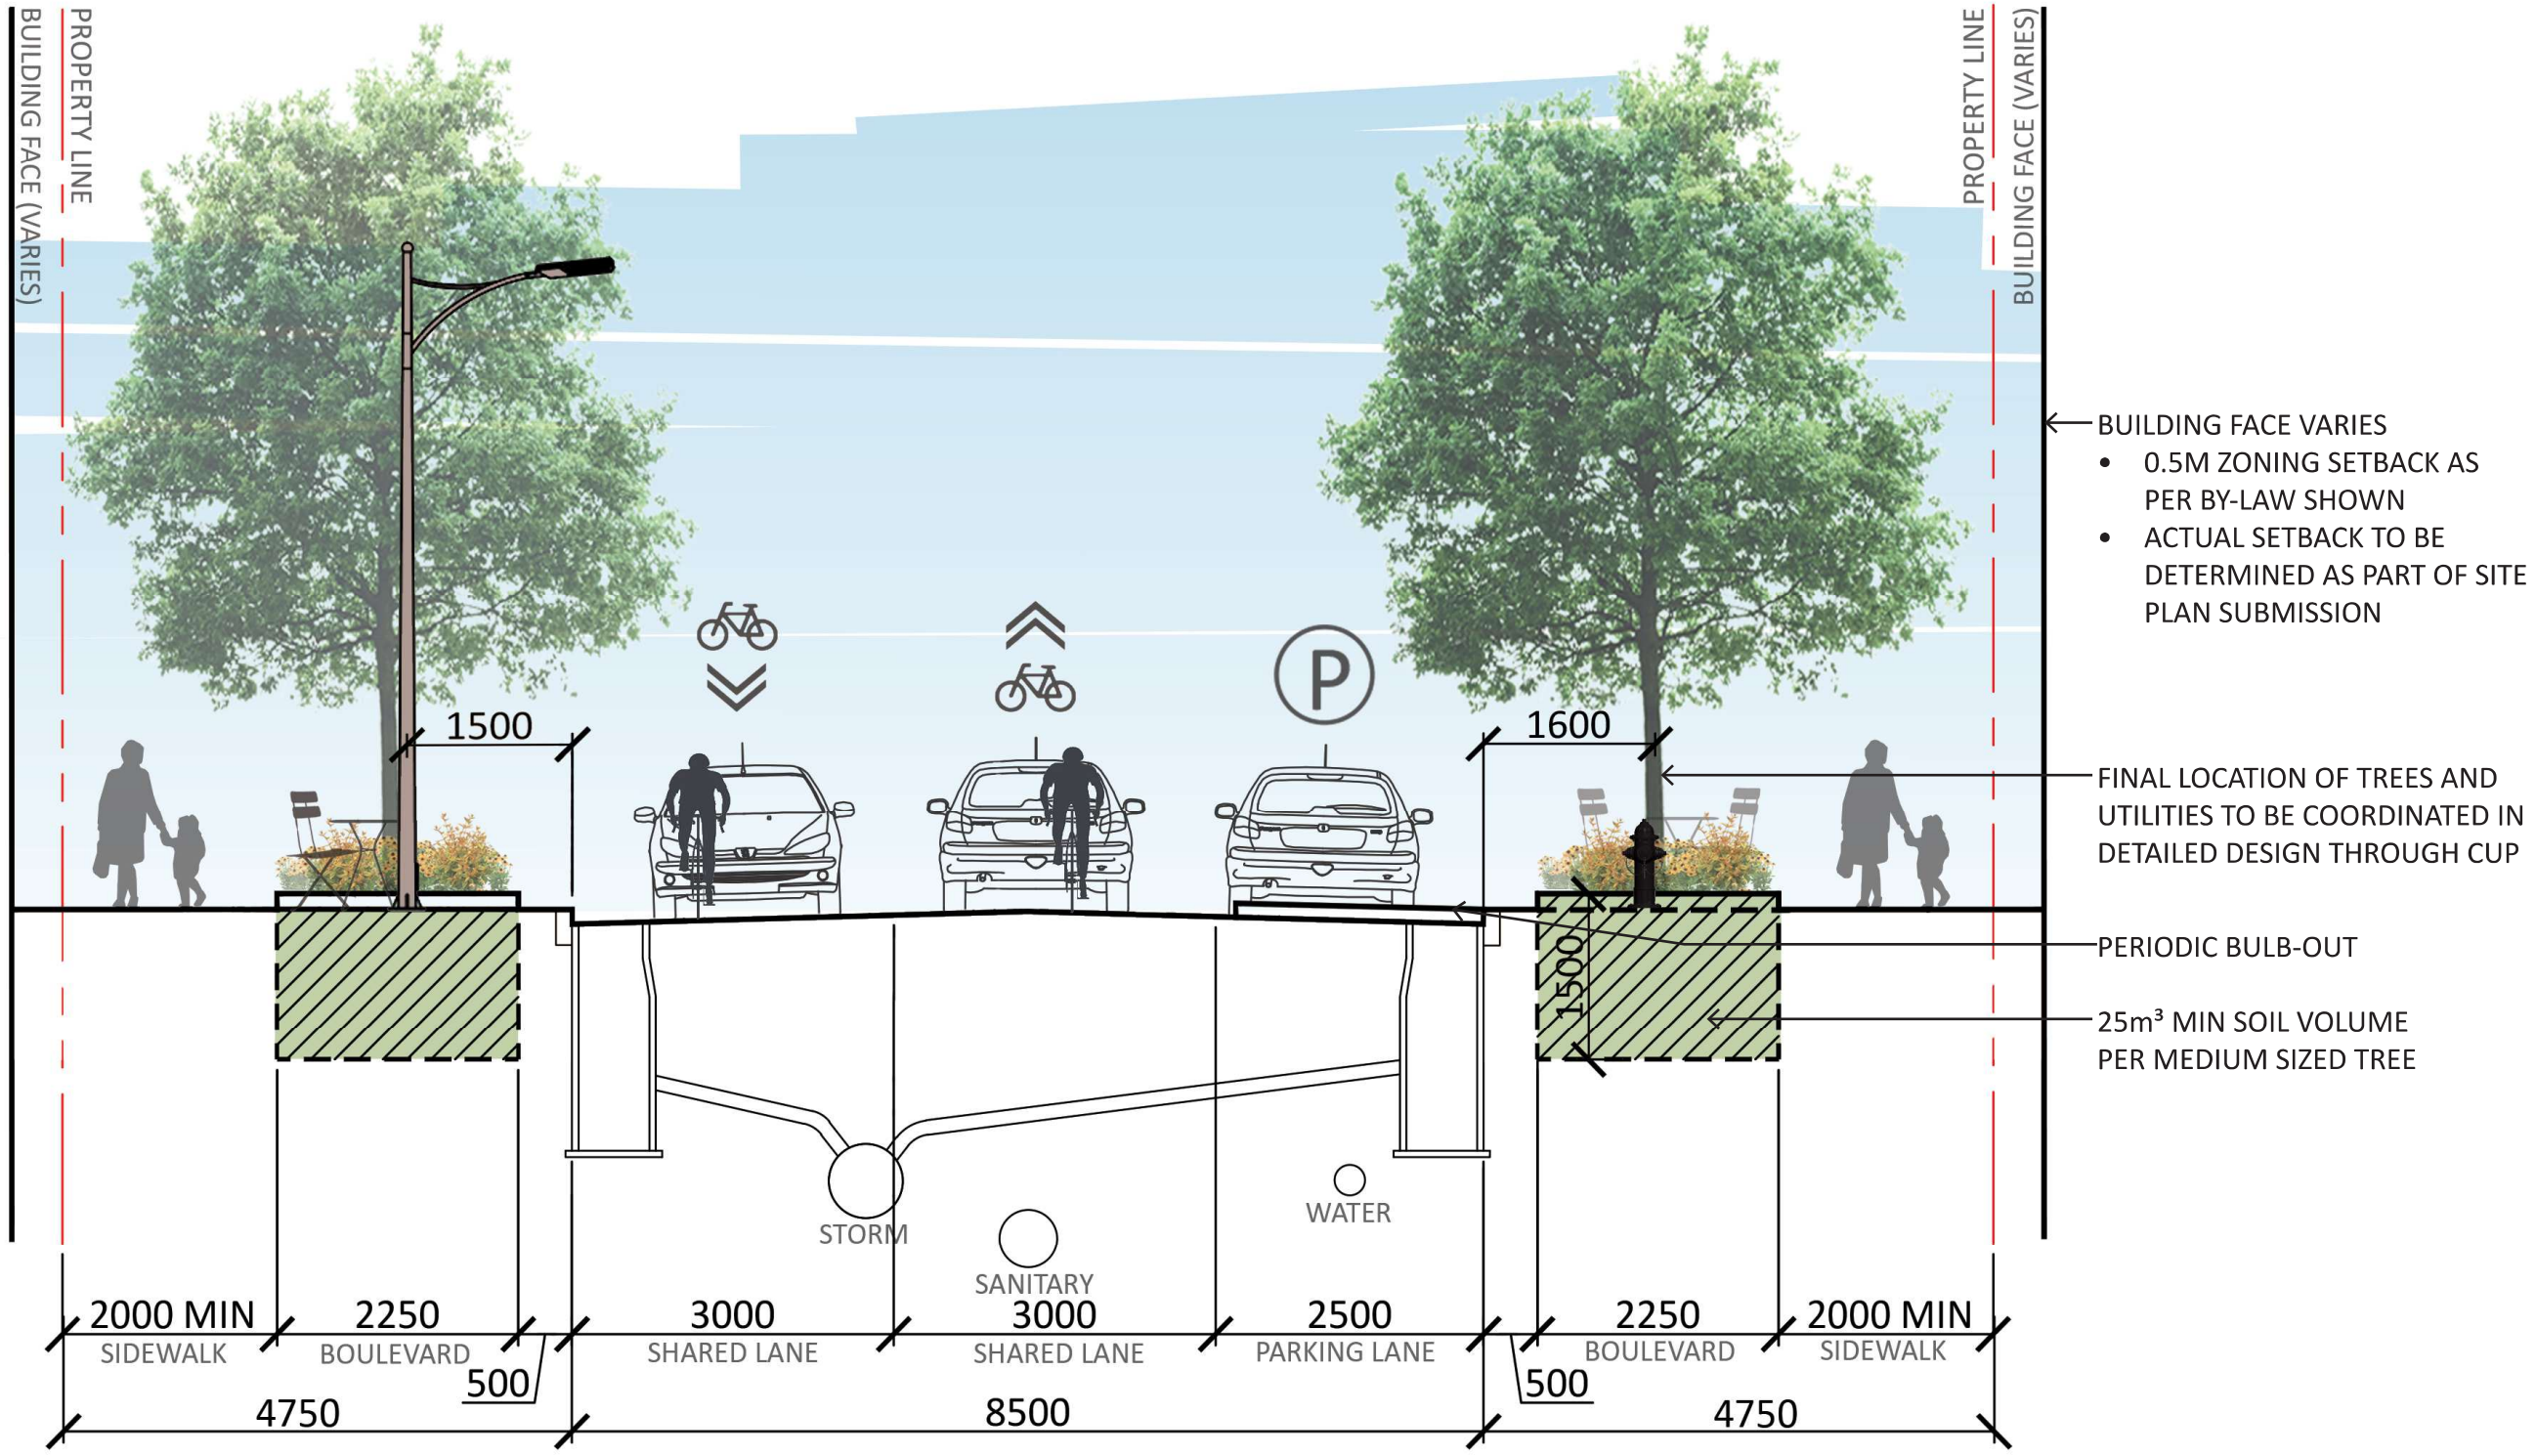 BUILDING FACE (VARIES)
PROPERTY LINE
PROPERTY LINE
BUILDING FACE (VARIES)
BUILDING FACE VARIES
• 0.5M ZONING SETBACK AS
PER BY-LAW SHOWN
• ACTUAL SETBACK TO BE
DETERMINED AS PART OF SITE
PLAN SUBMISSION
P
1500
1600
FINAL LOCATION OF TREES AND
UTILITIES TO BE COORDINATED IN
DETAILED DESIGN THROUGH CUP
PERIODIC BULB-OUT
1500
25m³ MIN SOIL VOLUME
PER MEDIUM SIZED TREE
STORM
SANITARY
WATER
2000 MIN
2250
3000
3000
2500
2250
2000 MIN
SIDEWALK
BOULEVARD
SHARED LANE
SHARED LANE
PARKING LANE
BOULEVARD
SIDEWALK
500
500
4750
8500
4750